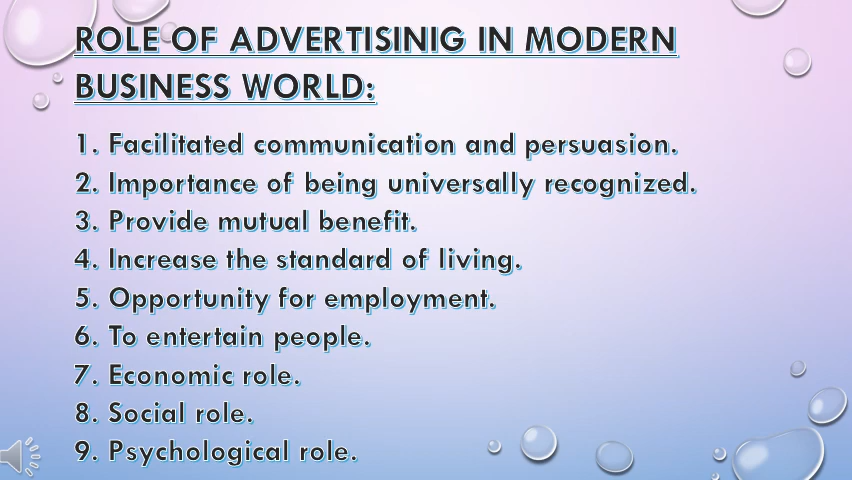 ROLE OF ADVERTISINIG IN MODERN
BUSINESS WORLD:
1. Facilitated communication and persuasion.
2. Importance of being universally recognized.
3. Provide mutual benefit.
4. Increase the standard of living.
5. Opportunity for employment.
6. To entertain people.
7. Economic role.
8. Social role.
9. Psychological role.